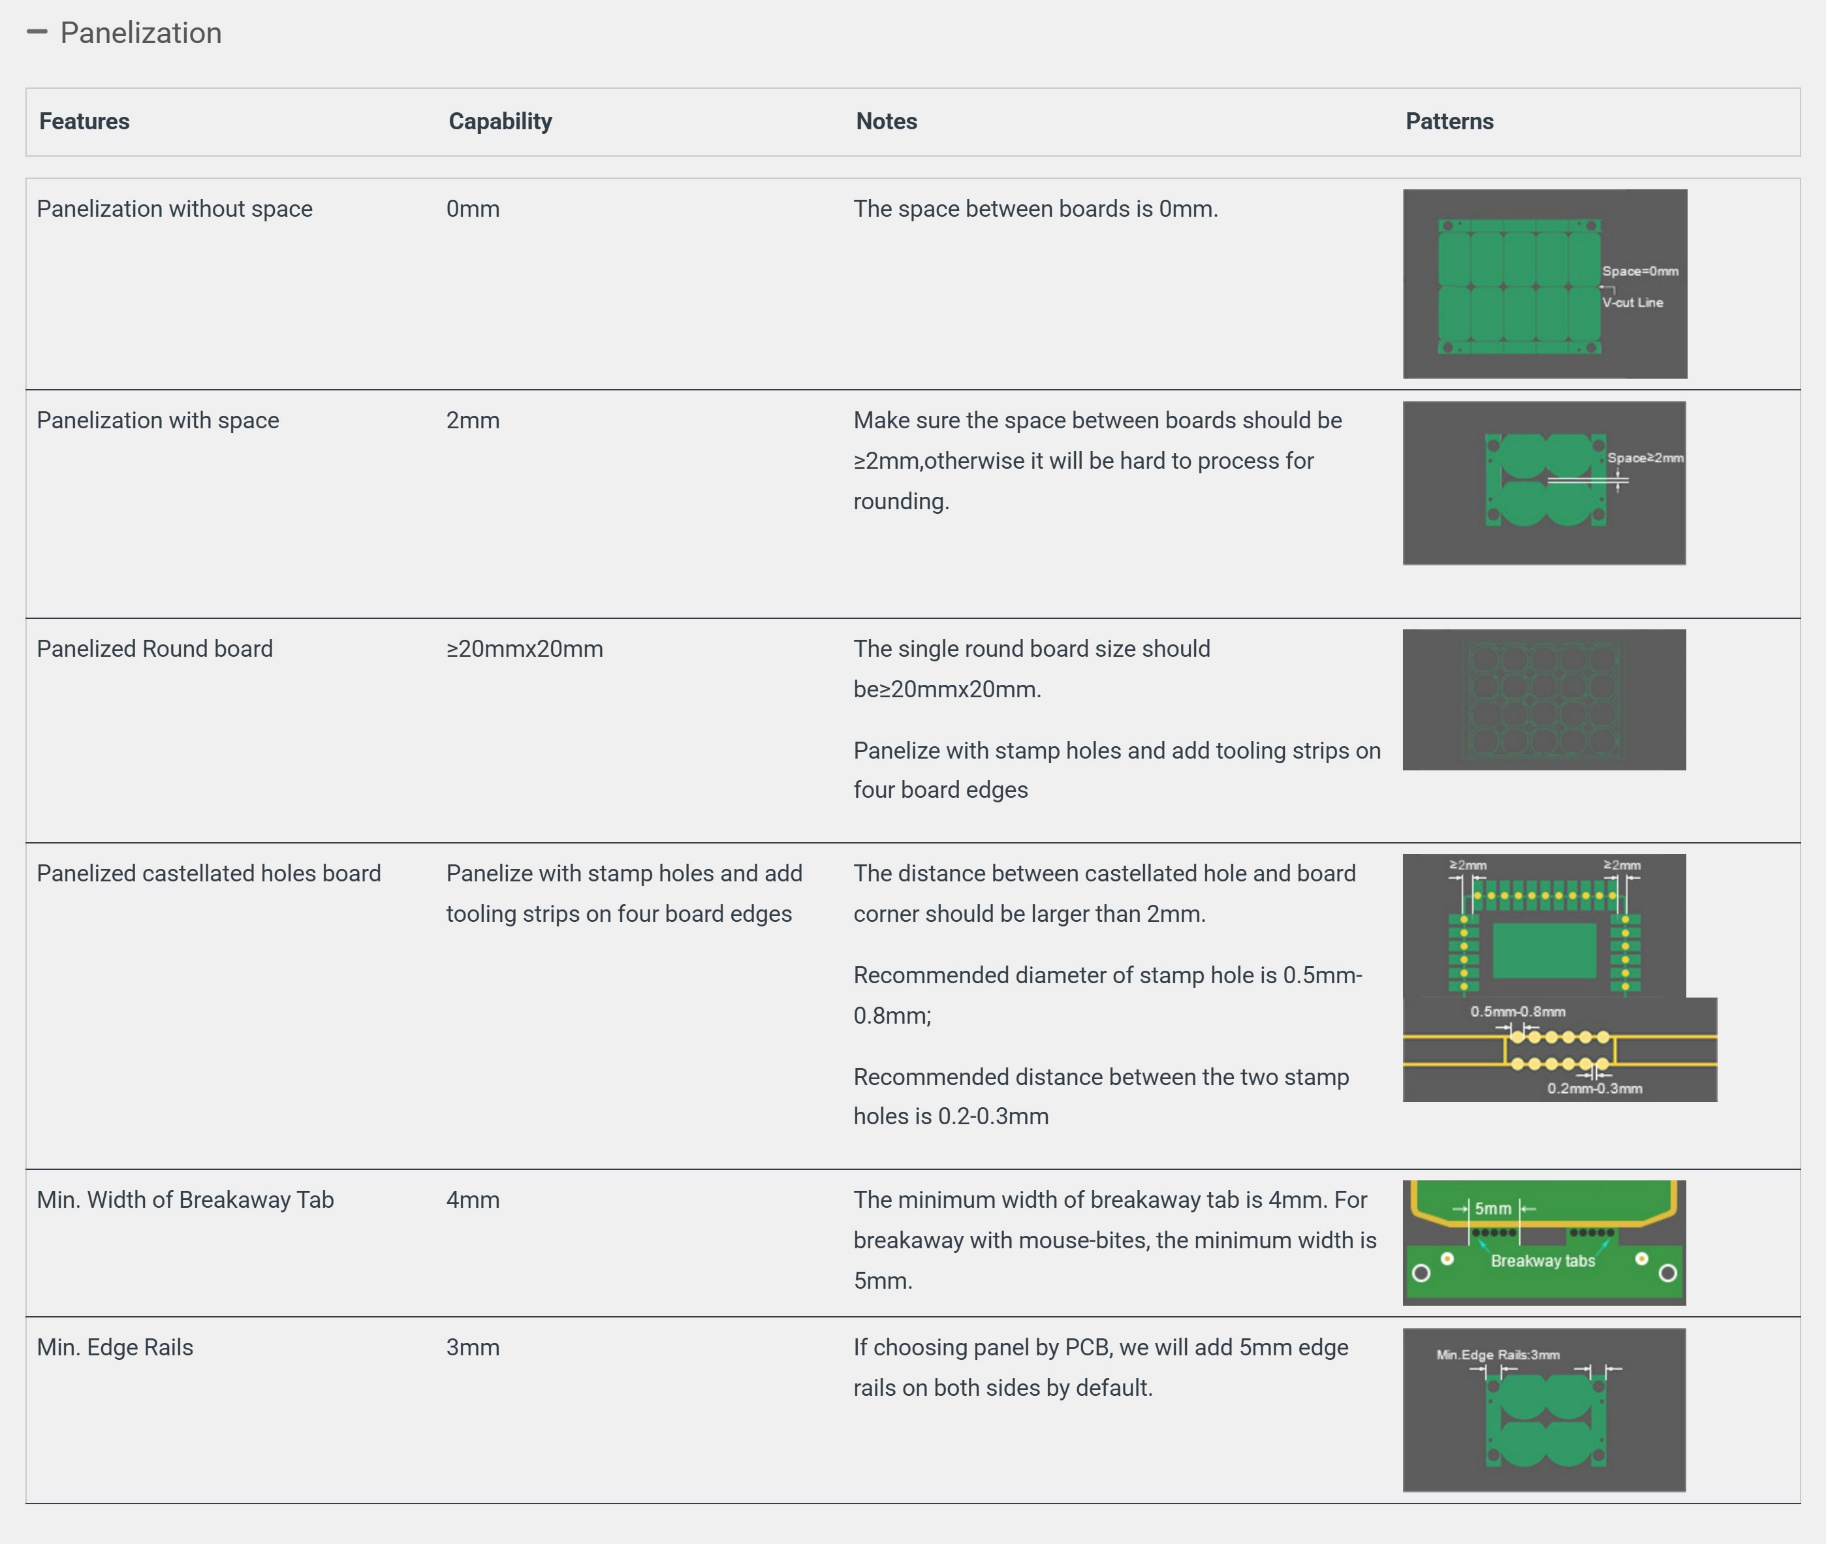 Panelization
Features
Capability
Notes
Patterns
Panelization without space
0mm
The space between boards is 0mm.
Space=0mm
V-cut Line
Panelization with space
2mm
Make sure the space between boards should be
≥2mm,otherwise it will be hard to process for
rounding.
Space≥2mm
Panelized Round board
≥20mmx20mm
The single round board size should
be≥20mmx20mm.
Panelize with stamp holes and add tooling strips on
four board edges
Panelized castellated holes board
Panelize with stamp holes and add
tooling strips on four board edges
The distance between castellated hole and board
corner should be larger than 2mm.
Recommended diameter of stamp hole is 0.5mm-
0.8mm;
Recommended distance between the two stamp
holes is 0.2-0.3mm
≥2mm
≥2mm
0.5mm-0.8mm
0.2mm-0.3mm
Min. Width of Breakaway Tab
4mm
The minimum width of breakaway tab is 4mm. For
breakaway with mouse-bites, the minimum width is
5mm.
5mm
Breakway tabs
Min. Edge Rails
3mm
If choosing panel by PCB, we will add 5mm edge
rails on both sides by default.
Min.Edge Rails:3mm